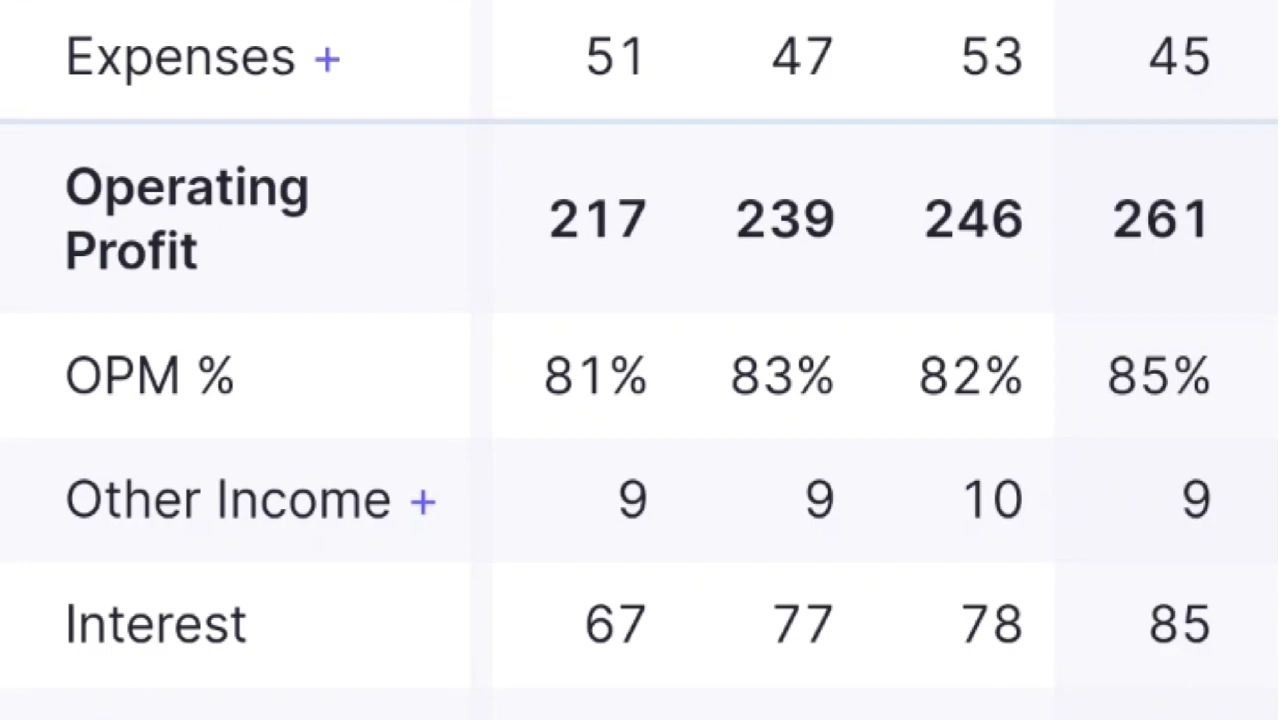 Expenses + 51 47 53 45
Operating
Profit 217 239 246 261
OPM % 81% 83% 82% 85%
Other Income + 9 9 10 9
Interest 67 77 78 85